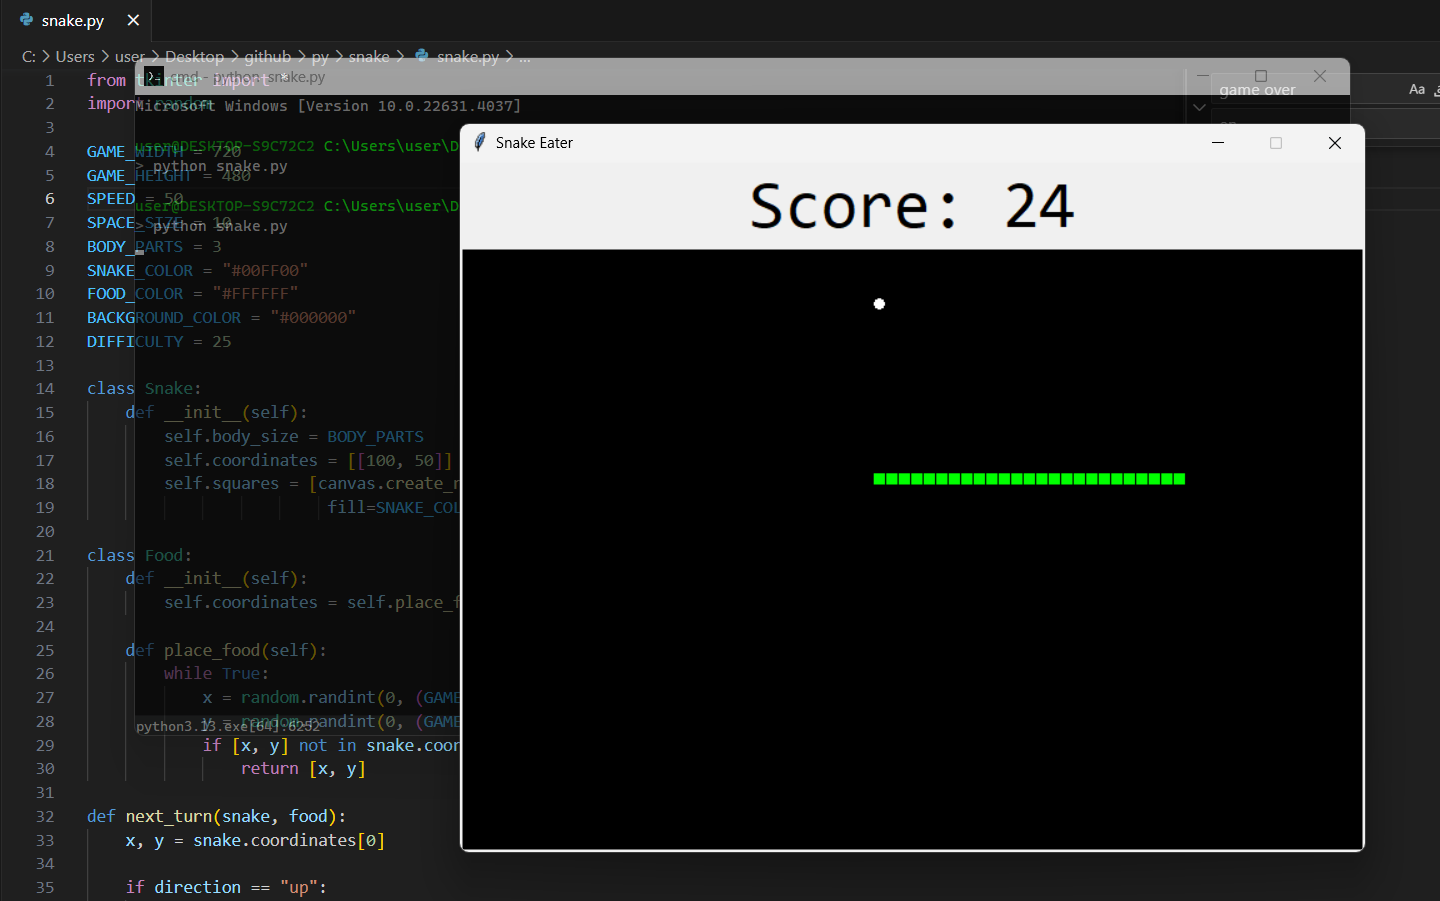 snake.py
C: > Users > user > Desktop > github > py > snake > snake.py > ...
cmd - python snake.py
Microsoft Windows [Version 10.0.22631.4037]
user@DESKTOP-S9C72C2 C:\Users\user\D
> python snake.py
user@DESKTOP-S9C72C2 C:\Users\user\D
> python snake.py
python3.13.exe[64]:6252
game over
Aa
Snake Eater
Score: 24
1 from tkinter import *
2 import random
3
4 GAME_WIDTH = 720
5 GAME_HEIGHT = 480
6 SPEED = 50
7 SPACE_SIZE = 10
8 BODY_PARTS = 3
9 SNAKE_COLOR = "#00FF00"
10 FOOD_COLOR = "#FFFFFF"
11 BACKGROUND_COLOR = "#000000"
12 DIFFICULTY = 25
13
14 class Snake:
15 def __init__(self):
16 self.body_size = BODY_PARTS
17 self.coordinates = [[100, 50]]
18 self.squares = [canvas.create_r
19 fill=SNAKE_COL
20
21 class Food:
22 def __init__(self):
23 self.coordinates = self.place_f
24
25 def place_food(self):
26 while True:
27 x = random.randint(0, (GAME
28 y = random.randint(0, (GAME
29 if [x, y] not in snake.coor
30 return [x, y]
31
32 def next_turn(snake, food):
33 x, y = snake.coordinates[0]
34
35 if direction == "up":